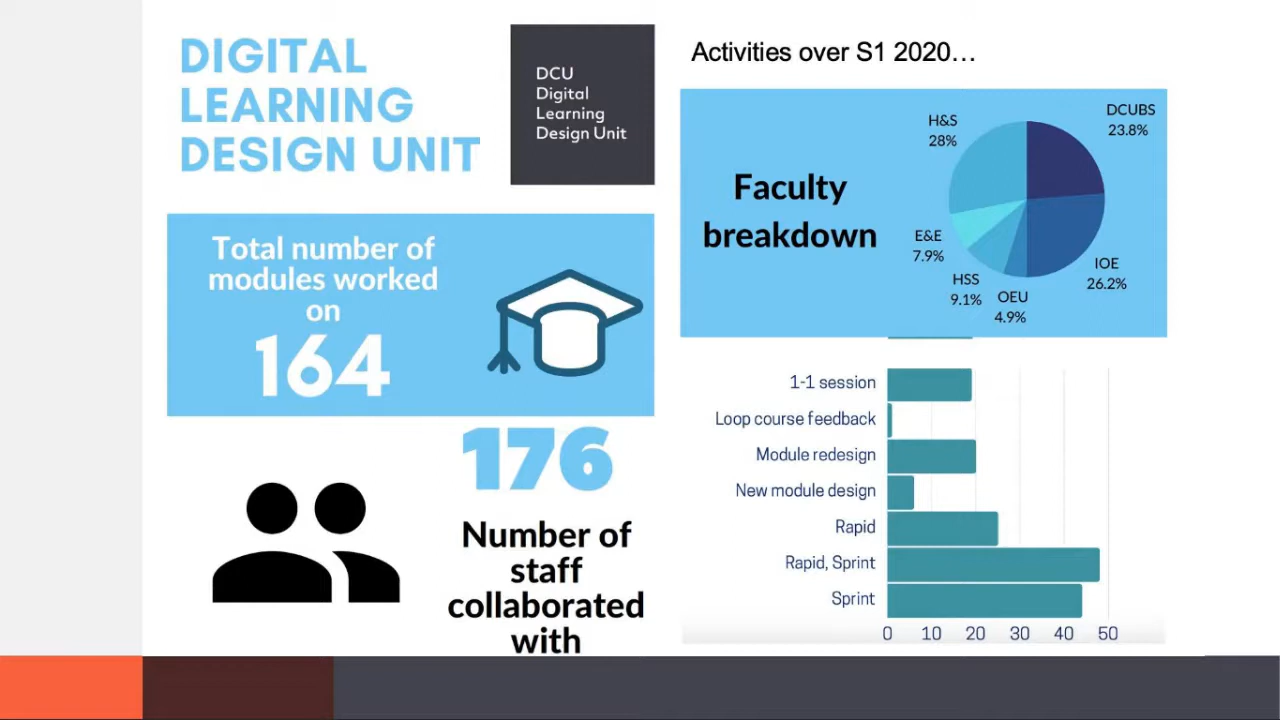 DIGITAL
LEARNING
DESIGN UNIT
DCU
Digital
Learning
Design Unit
Total number of
modules worked
on
164
176
Number of
staff
collaborated
with
Activities over S1 2020…
Faculty
breakdown
H&S
28%
DCUBS
23.8%
E&E
7.9%
HSS
9.1%
OEU
4.9%
IOE
26.2%
1-1 session
Loop course feedback
Module redesign
New module design
Rapid
Rapid, Sprint
Sprint
0 10 20 30 40 50